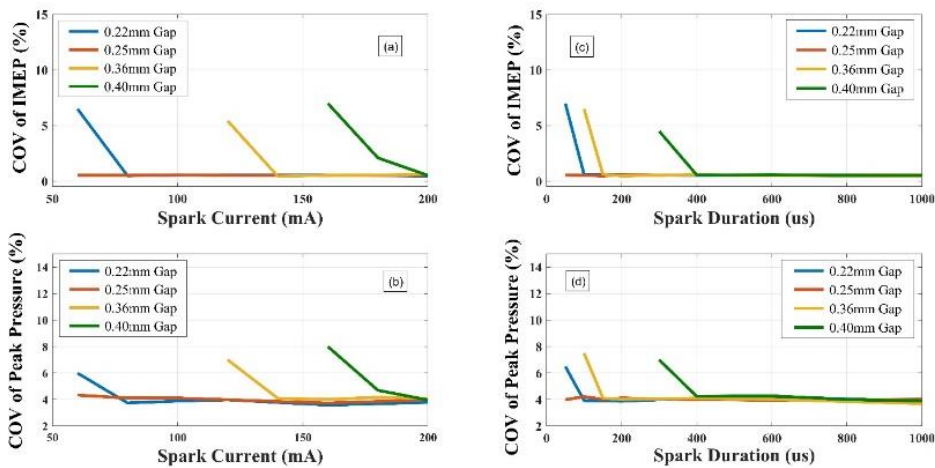 COV of IMEP (%)
15
10
5
0
0.22mm Gap
0.25mm Gap
0.36mm Gap
0.40mm Gap
(a)
50
100
150
200
Spark Current (mA)
COV of IMEP (%)
15
10
5
0
(c)
0.22mm Gap
0.25mm Gap
0.36mm Gap
0.40mm Gap
0
200
400
600
800
1000
Spark Duration (us)
COV of Peak Pressure (%)
14
12
10
8
6
4
2
0.22mm Gap
0.25mm Gap
0.36mm Gap
0.40mm Gap
(b)
50
100
150
200
Spark Current (mA)
COV of Peak Pressure (%)
14
12
10
8
6
4
2
(d)
0.22mm Gap
0.25mm Gap
0.36mm Gap
0.40mm Gap
0
200
400
600
800
1000
Spark Duration (us)